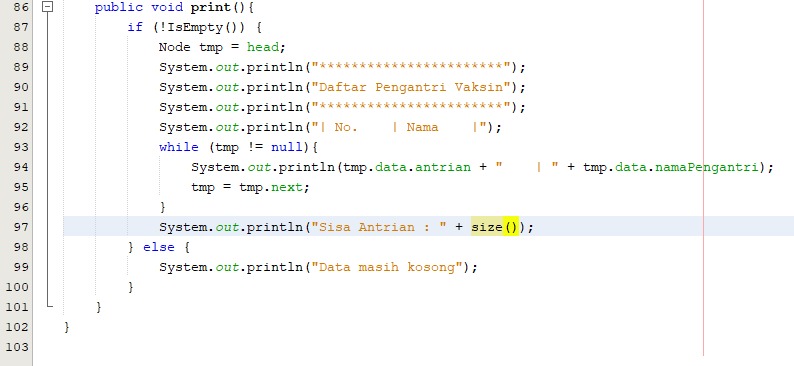 86 public void print(){
87 if (!IsEmpty()) {
88 Node tmp = head;
89 System.out.println("***********************");
90 System.out.println("Daftar Pengantri Vaksin");
91 System.out.println("***********************");
92 System.out.println("| No.    | Nama    |");
93 while (tmp != null){
94 System.out.println(tmp.data.antrian + "    | " + tmp.data.namaPengantri);
95 tmp = tmp.next;
96 }
97 System.out.println("Sisa Antrian : " + size());
98 } else {
99 System.out.println("Data masih kosong");
100 }
101 }
102 }
103